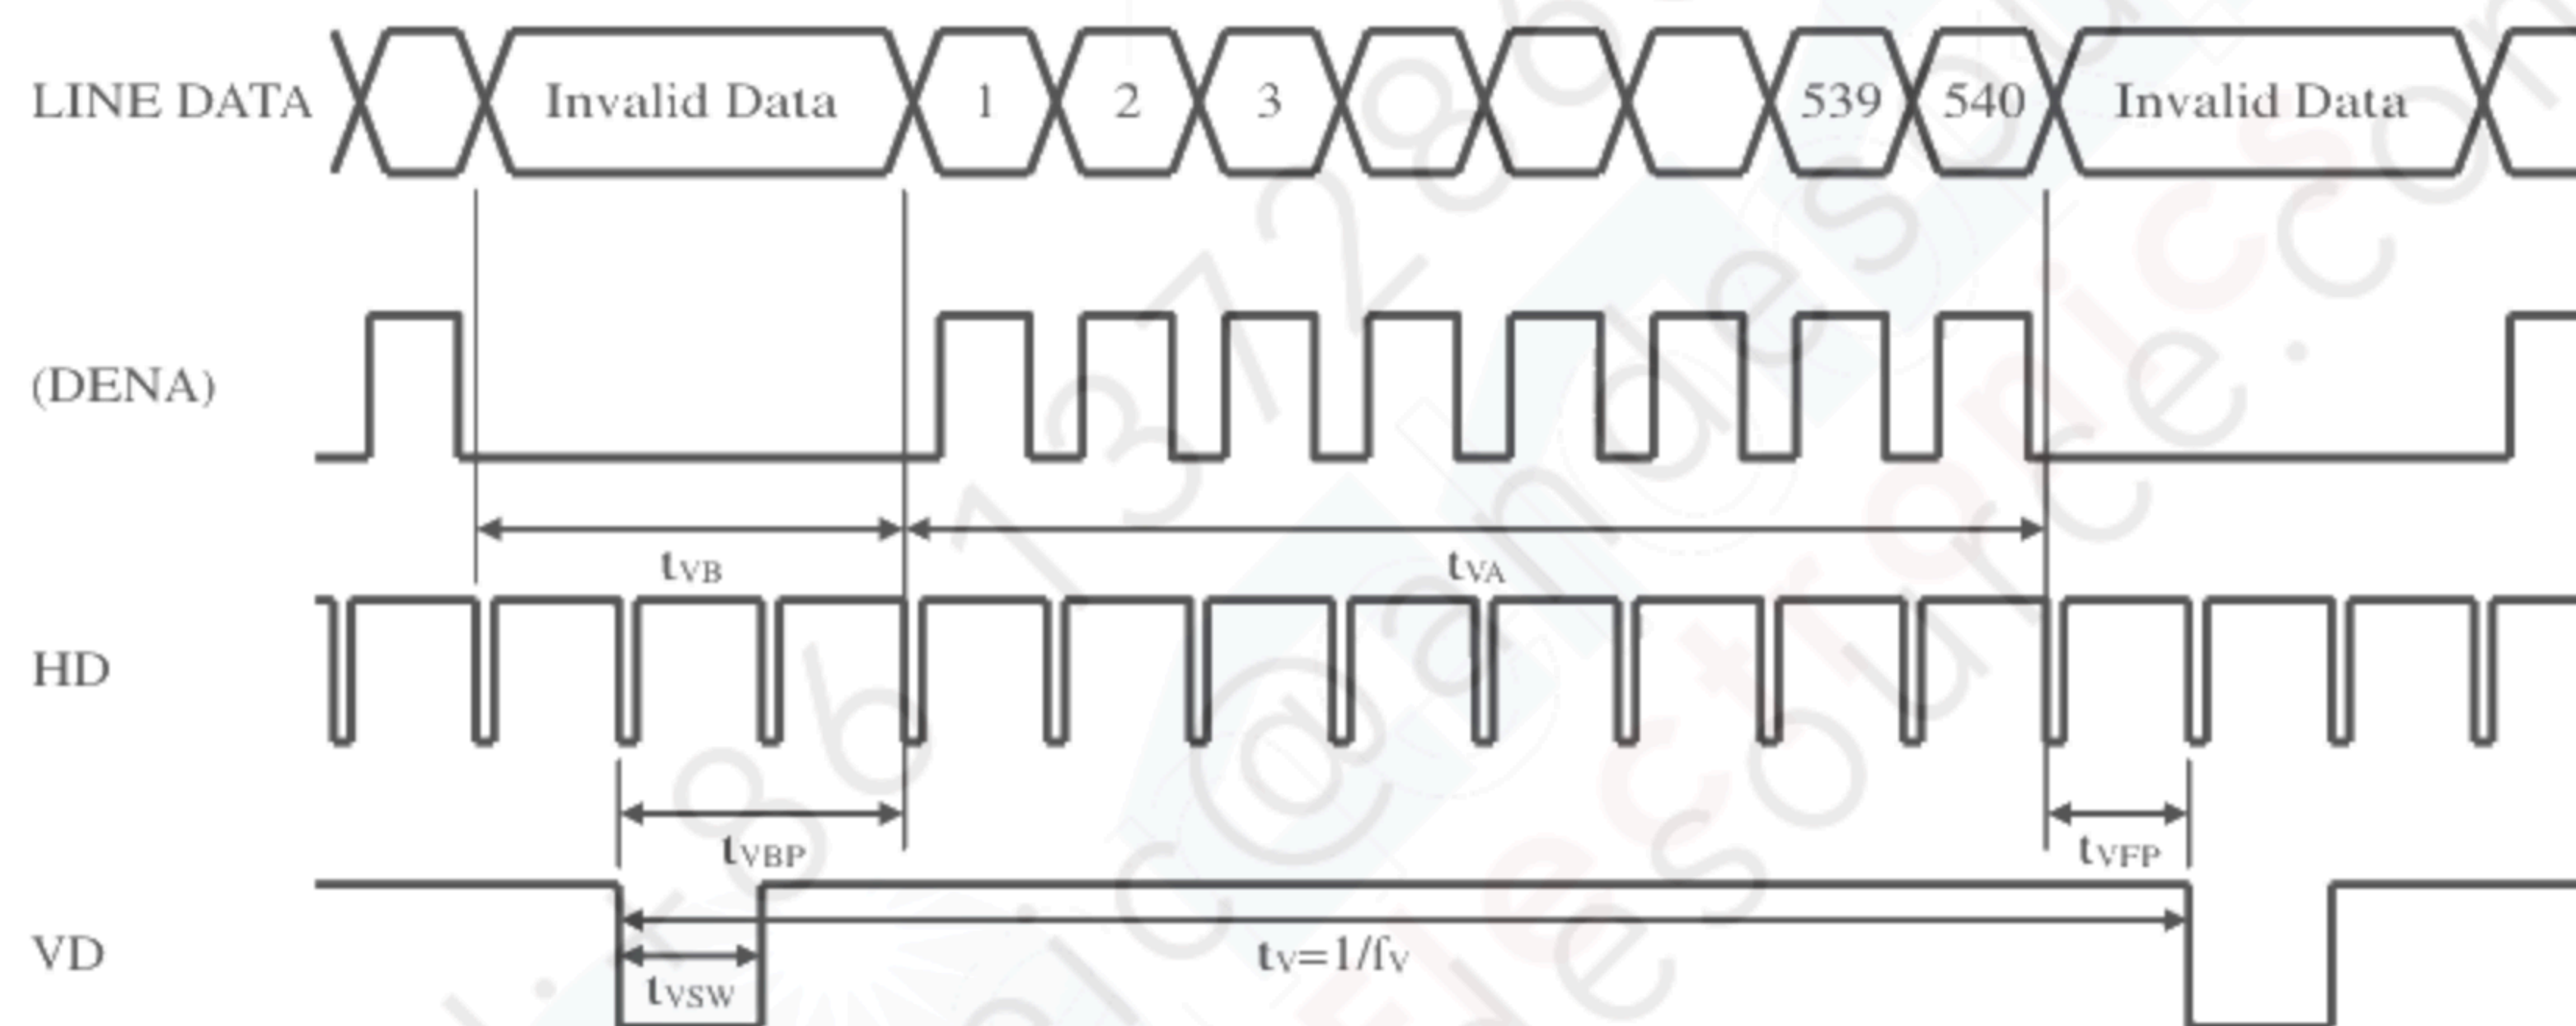 LINE DATA Invalid Data 1 2 3 539 540 Invalid Data
(DENA)
tVB tVA
HD
tVBP tVFP
VD tV=1/fV
tVSW